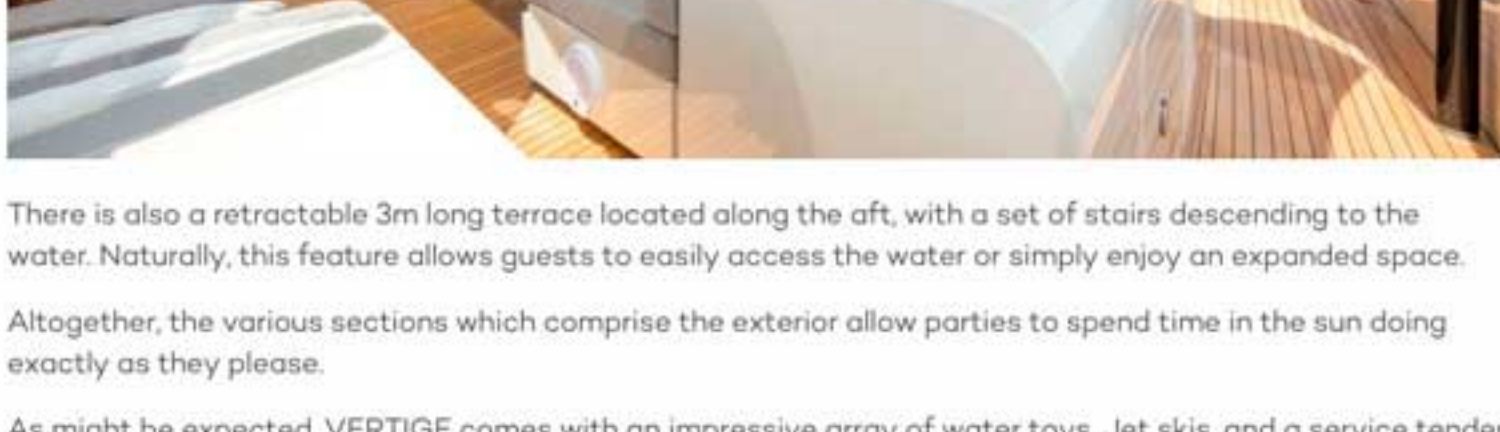 There is also a retractable 3m long terrace located along the aft, with a set of stairs descending to the
water. Naturally, this feature allows guests to easily access the water or simply enjoy an expanded space.
Altogether, the various sections which comprise the exterior allow parties to spend time in the sun doing
exactly as they please.
As might be expected, VERTIGE comes with an impressive array of water toys. Jet skis, and a service tender